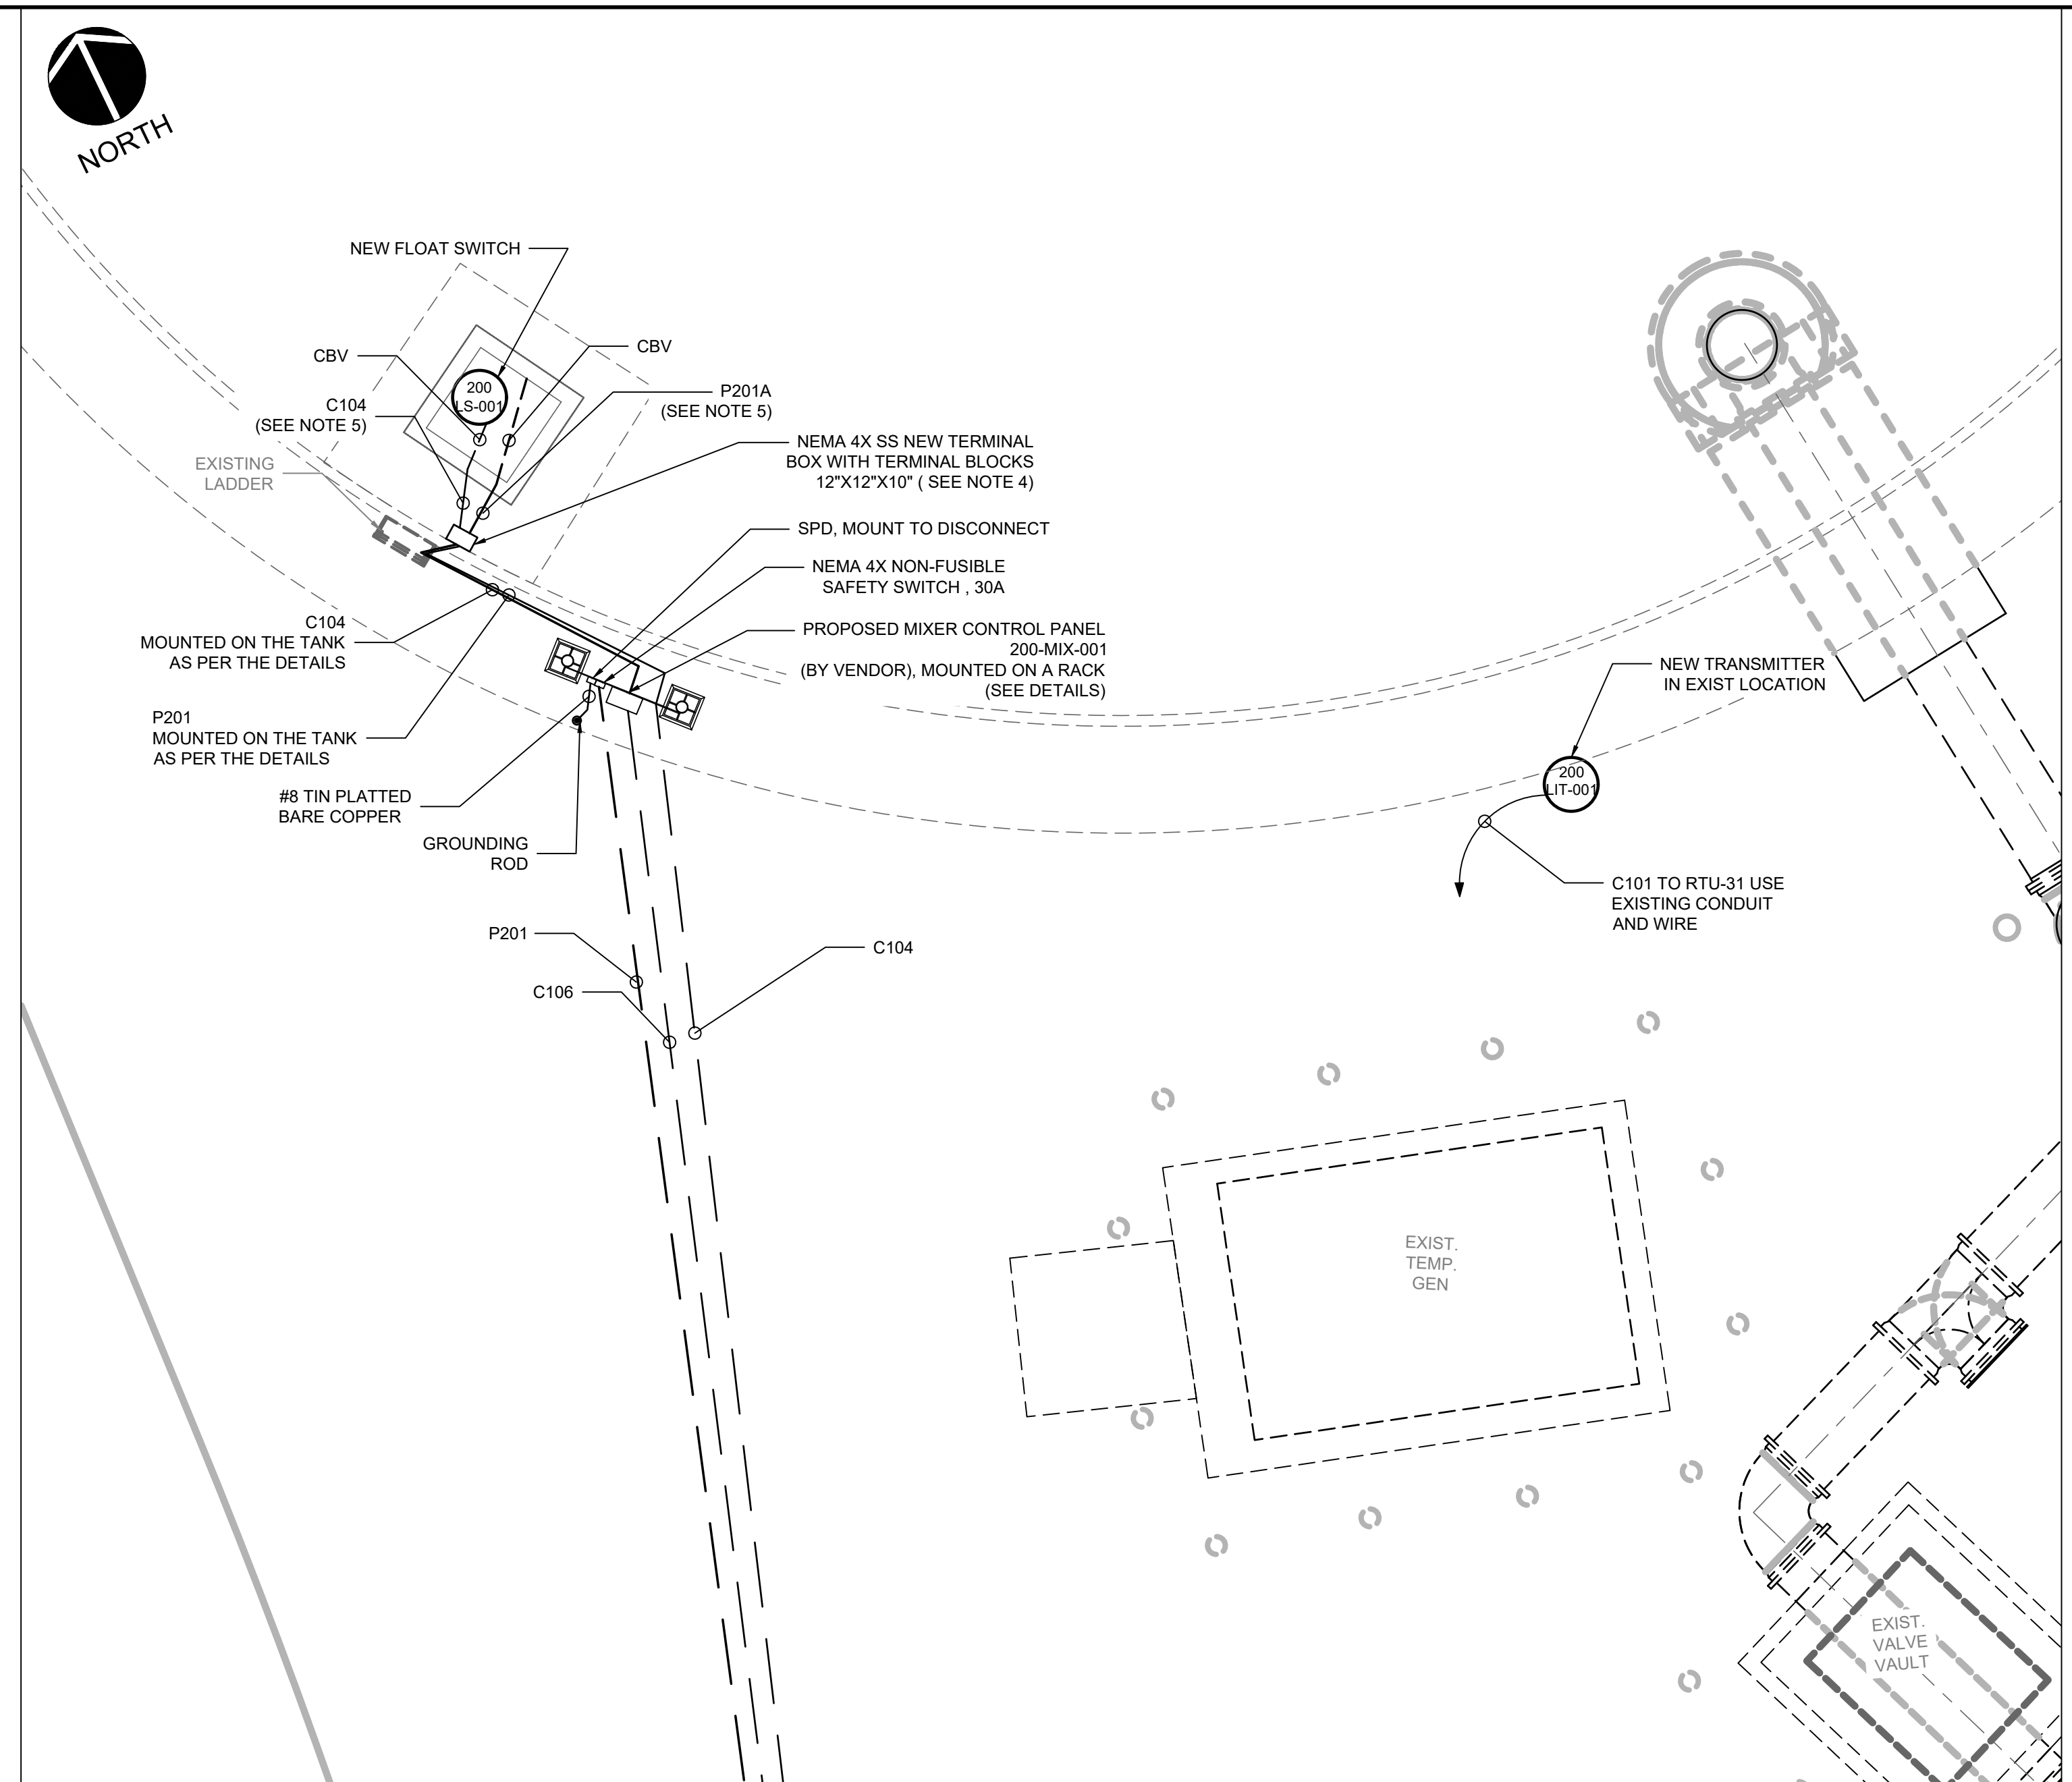 NORTH
NEW FLOAT SWITCH
CBV
CBV
200
LS-001
C104
(SEE NOTE 5)
P201A
(SEE NOTE 5)
EXISTING
LADDER
NEMA 4X SS NEW TERMINAL
BOX WITH TERMINAL BLOCKS
12"X12"X10" ( SEE NOTE 4)
SPD, MOUNT TO DISCONNECT
NEMA 4X NON-FUSIBLE
SAFETY SWITCH , 30A
C104
MOUNTED ON THE TANK
AS PER THE DETAILS
PROPOSED MIXER CONTROL PANEL
200-MIX-001
(BY VENDOR), MOUNTED ON A RACK
(SEE DETAILS)
NEW TRANSMITTER
IN EXIST LOCATION
P201
MOUNTED ON THE TANK
AS PER THE DETAILS
200
LIT-001
#8 TIN PLATTED
BARE COPPER
GROUNDING
ROD
C101 TO RTU-31 USE
EXISTING CONDUIT
AND WIRE
P201
C104
C106
EXIST.
TEMP.
GEN
EXIST.
VALVE
VAULT